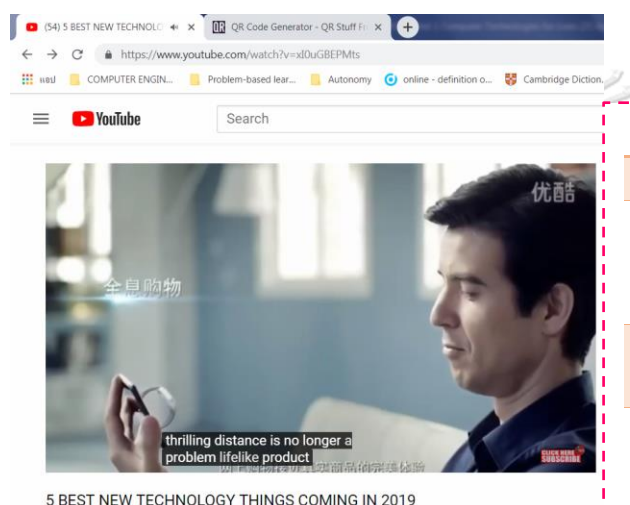 (54) 5 BEST NEW TECHNOLO
QR Code Generator - QR Stuff Fr
https://www.youtube.com/watch?v=xI0uGBEPMts
แอป
COMPUTER ENGIN...
Problem-based lear...
Autonomy
online - definition o...
Cambridge Diction
YouTube
Search
优酷
全息购物
thrilling distance is no longer a
problem lifelike product
CLICK HERE
SUBSCRIBE
5 BEST NEW TECHNOLOGY THINGS COMING IN 2019